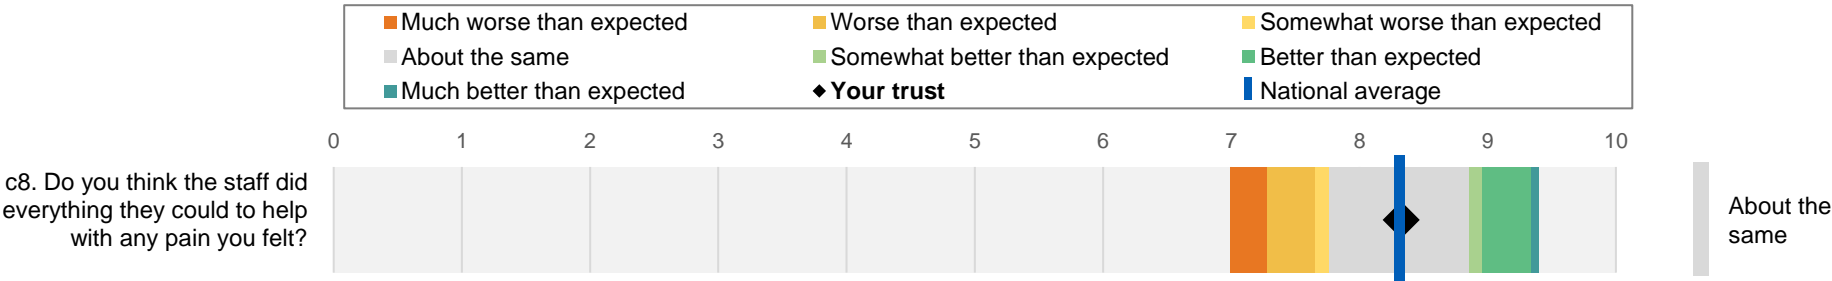 Much worse than expected Worse than expected Somewhat worse than expected
About the same Somewhat better than expected Better than expected
Much better than expected Your trust National average
0 1 2 3 4 5 6 7 8 9 10
c8. Do you think the staff did
everything they could to help
with any pain you felt?
About the
same